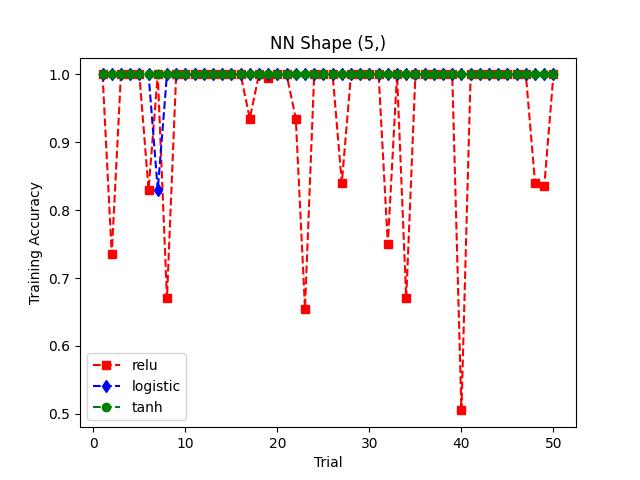 NN Shape (5,)
Training Accuracy
1.0
0.9
0.8
0.7
0.6
0.5
relu
logistic
tanh
0 10 20 30 40 50
Trial